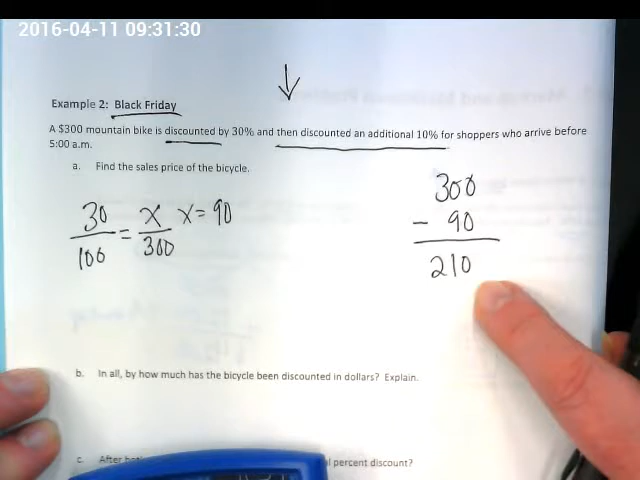 2016-04-11 09:31:30
Example 2: Black Friday
A $300 mountain bike is discounted by 30% and then discounted an additional 10% for shoppers who arrive before
5:00 a.m.
a. Find the sales price of the bicycle.
30/100 = x/300 x = 90
300
- 90
210
b. In all, by how much has the bicycle been discounted in dollars? Explain.
c. After percent discount?